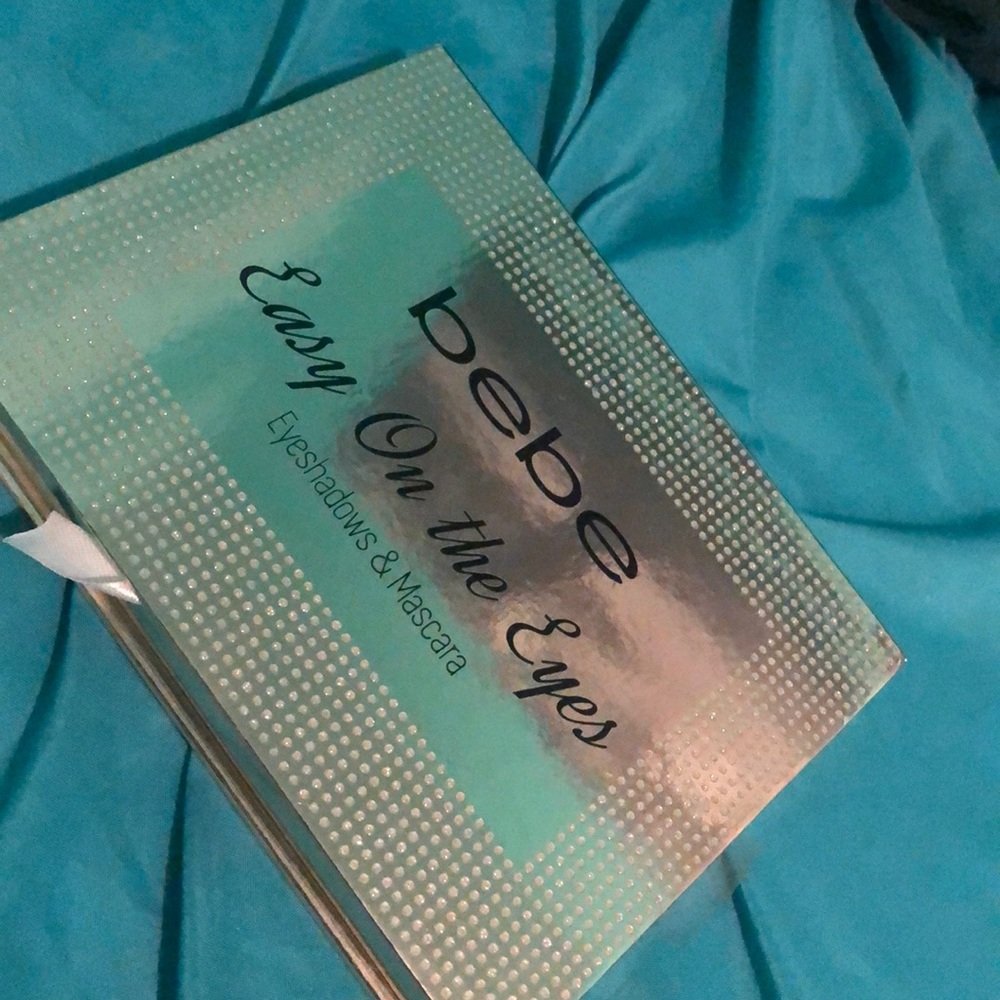 bebe
Easy On the Eyes
Eyeshadows & Mascara